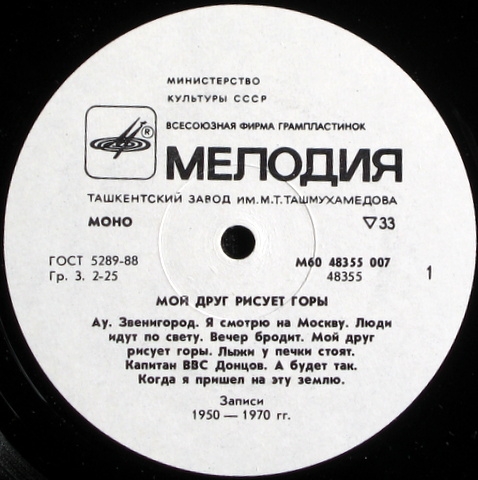 МИНИСТЕРСТВО
КУЛЬТУРЫ СССР
ВСЕСОЮЗНАЯ ФИРМА ГРАМПЛАСТИНОК
®
МЕЛОДИЯ
ТАШКЕНТСКИЙ ЗАВОД ИМ. М.Т. ТАШМУХАМЕДОВА
МОНО ▽33
ГОСТ 5289-88 М60 48355 007
Гр. 3. 2-25 48355 1
МОЙ ДРУГ РИСУЕТ ГОРЫ
Ау. Звенигород. Я смотрю на Москву. Люди
идут по свету. Вечер бродит. Мой друг
рисует горы. Лыжи у печки стоят.
Капитан ВВС Донцов. А будет так.
Когда я пришел на эту землю.
Записи
1950 — 1970 гг.